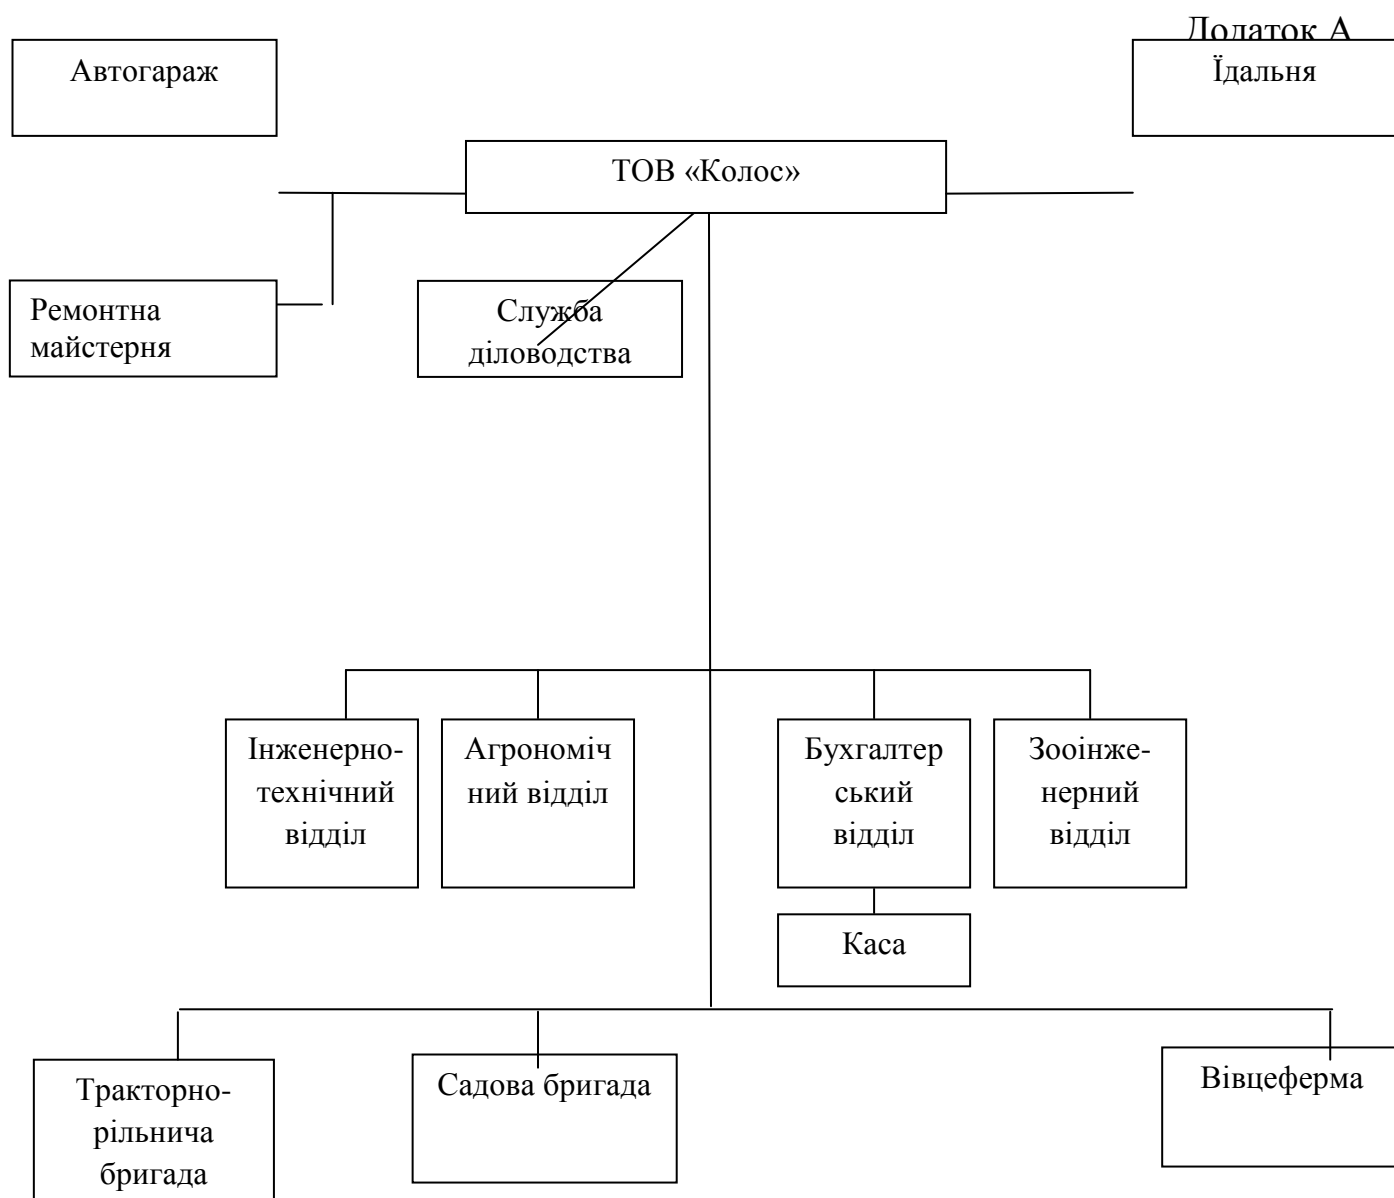 Додаток А
Автогараж
Їдальня
ТОВ «Колос»
Ремонтна
майстерня
Служба
діловодства
Інженерно-
технічний
відділ
Агрономіч
ний відділ
Бухгалтер
ський
відділ
Зооінже-
нерний
відділ
Каса
Тракторно-
рільнича
бригада
Садова бригада
Вівцеферма